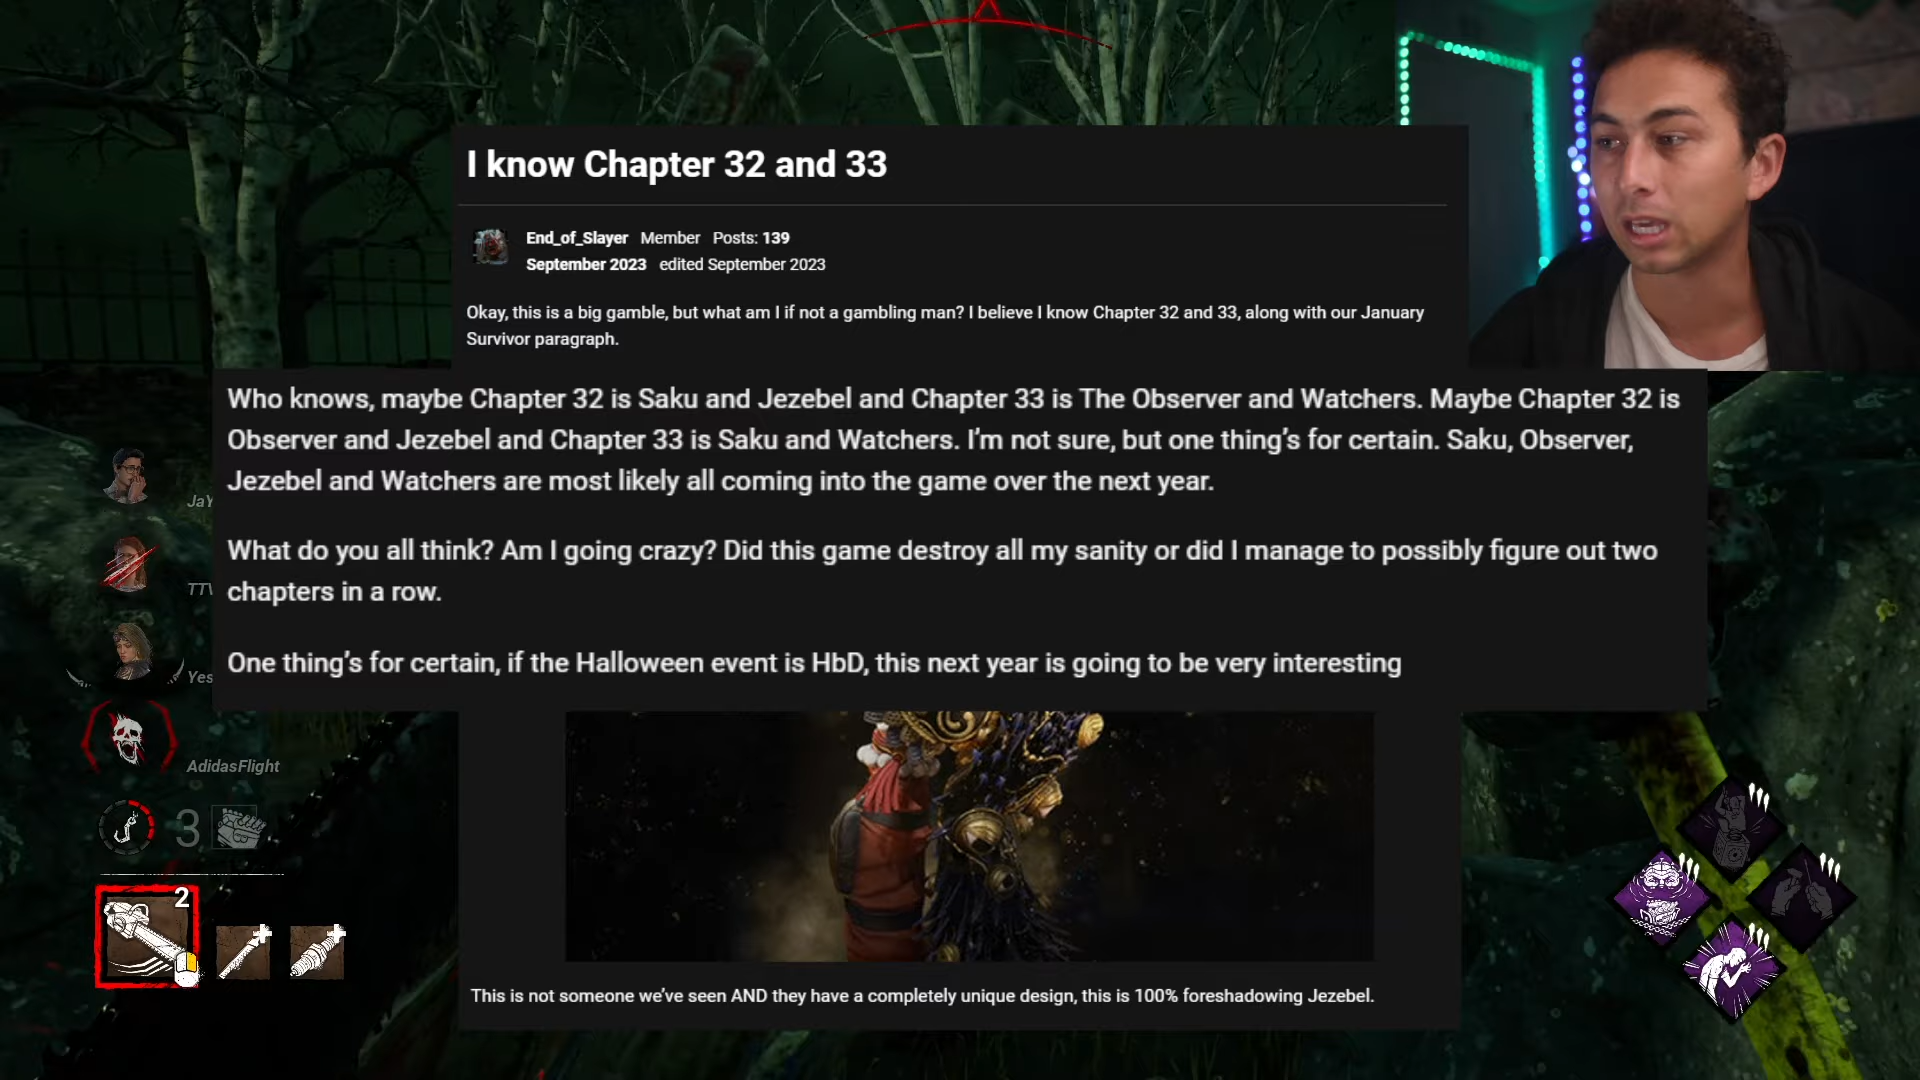 I know Chapter 32 and 33
End_of_Slayer Member Posts: 139
September 2023 edited September 2023
Okay, this is a big gamble, but what am I if not a gambling man? I believe I know Chapter 32 and 33, along with our January
Survivor paragraph.
Who knows, maybe Chapter 32 is Saku and Jezebel and Chapter 33 is The Observer and Watchers. Maybe Chapter 32 is
Observer and Jezebel and Chapter 33 is Saku and Watchers. I’m not sure, but one thing’s for certain. Saku, Observer,
Jezebel and Watchers are most likely all coming into the game over the next year.
What do you all think? Am I going crazy? Did this game destroy all my sanity or did I manage to possibly figure out two
chapters in a row.
One thing’s for certain, if the Halloween event is HbD, this next year is going to be very interesting
JaY
TTV
Yes
AdidasFlight
3
2
This is not someone we’ve seen AND they have a completely unique design, this is 100% foreshadowing Jezebel.